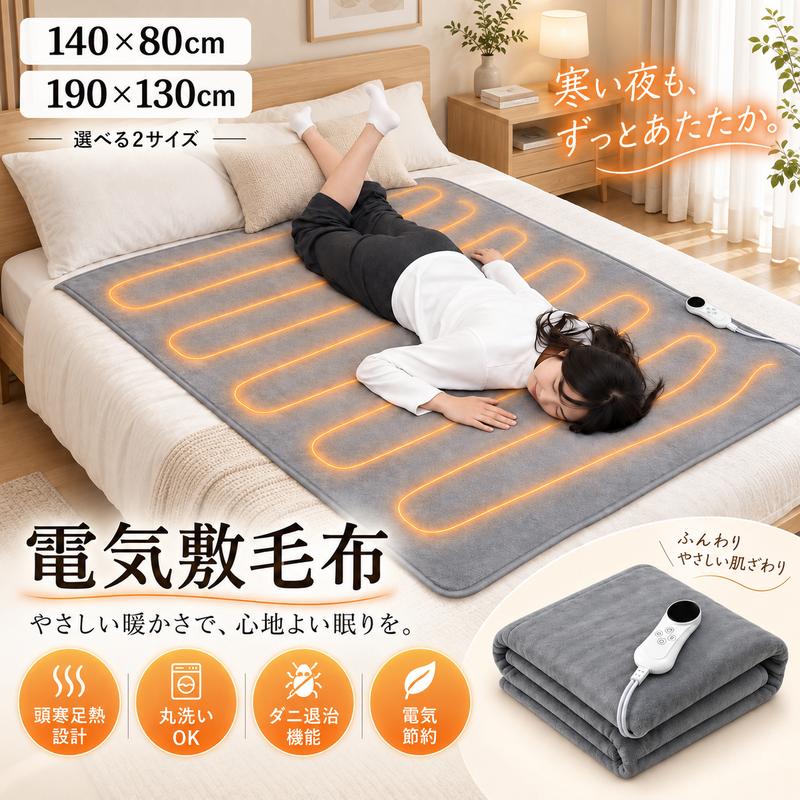 140×80cm
190×130cm
選べる2サイズ
寒い夜も、
ずっとあたたか。
電気敷毛布
やさしい暖かさで、心地よい眠りを。
頭寒足熱
設計
丸洗い
OK
ダニ退治
機能
電気
節約
ふんわり
やさしい肌ざわり